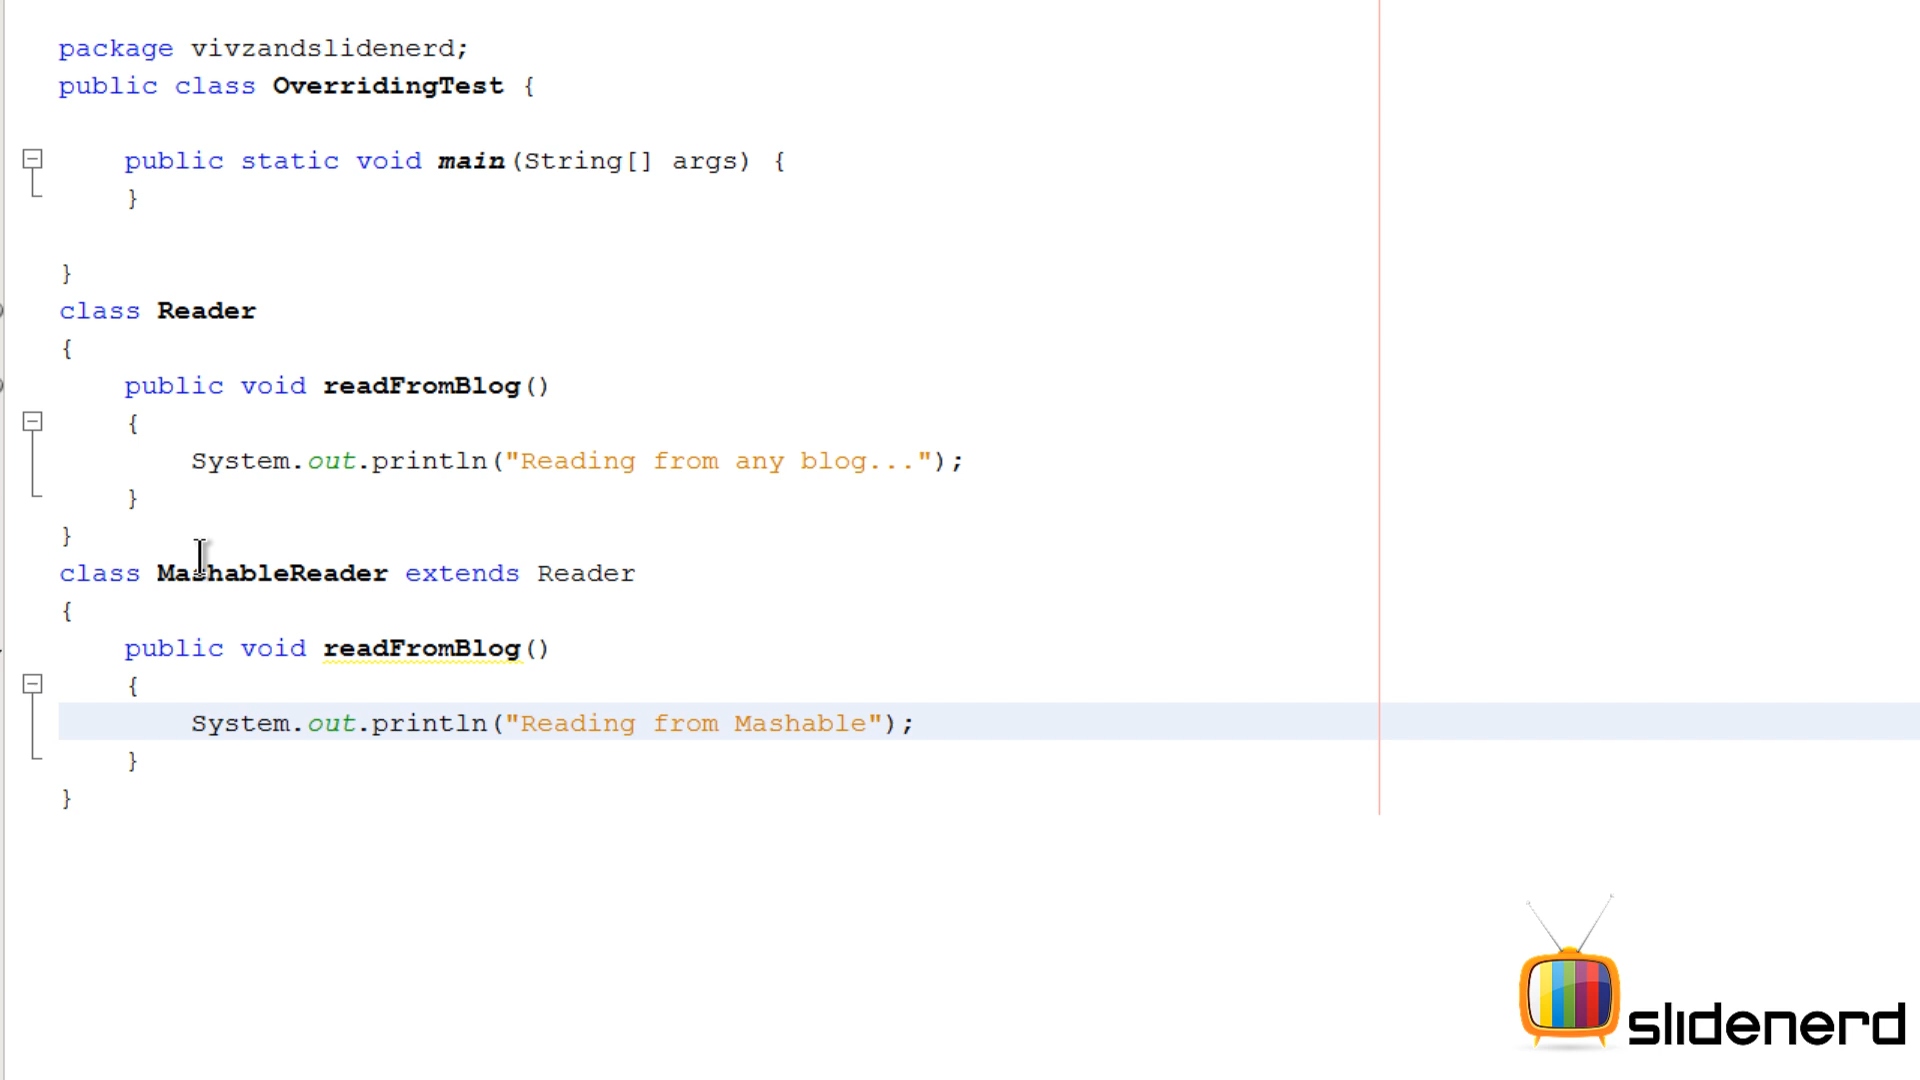 package vivzandslidenerd;
public class OverridingTest {
public static void main(String[] args) {
}
}
class Reader
{
public void readFromBlog()
{
System.out.println("Reading from any blog...");
}
}
class MashableReader extends Reader
{
public void readFromBlog()
{
System.out.println("Reading from Mashable");
}
}
slidenerd